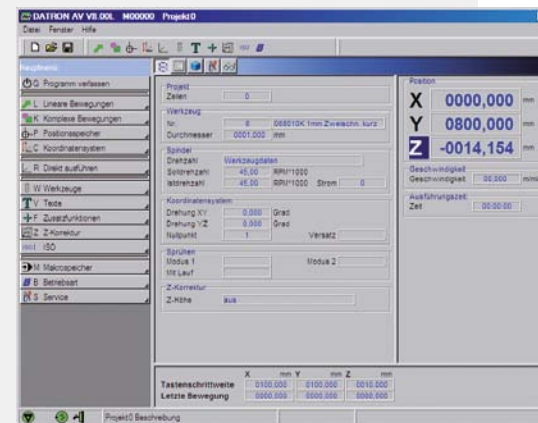 DATRON AV V8.00L M00000 Projekt0
Datei Fenster Hilfe
Hauptmenü
Q Programm verfassen
L Lineare Bewegungen
K Komplexe Bewegungen
P Positionsspeicher
C Koordinatensystem
R Direkt ausführen
W Werkzeuge
V Texte
F Zusatzfunktionen
Z Z-Korrektur
ISO
M Makrospeicher
B Betriebsart
S Service
Projekt
Zeilen 0
Werkzeug
Nr. 8 068010K 1mm Zweischn. kurz
Durchmesser 0001,000 mm
Spindel
Drehzahl Werkzeugdaten
Solldrehzahl 45,00 RPM*1000
Istdrehzahl 45,00 RPM*1000 Strom 0
Koordinatensystem
Drehung XY 0,000 Grad
Drehung YZ 0,000 Grad
Nullpunkt 1 Versatz
Sprühen
Modus 1 Modus 2
Mit Lauf
Z-Korrektur
Z-Höhe aus
Position
X 0000,000 mm
Y 0800,000 mm
Z -0014,154 mm
Geschwindigkeit
Geschwindigkeit 00,000
Ausführungszeit
Zeit 00:00:00
X mm Y mm Z mm
Tastenschrittweite 0100,000 0100,000 0010,000
Letzte Bewegung 0000,000 0000,000 0000,000
Projekt0 Beschreibung